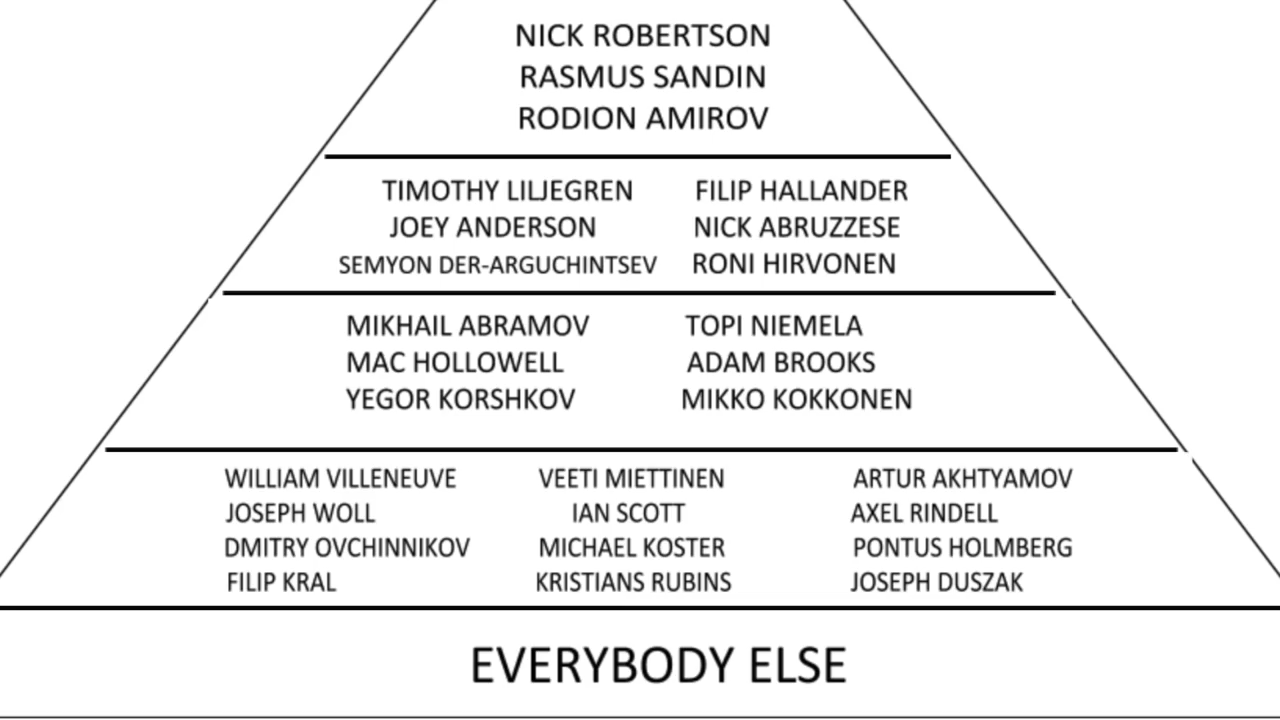 NICK ROBERTSON
RASMUS SANDIN
RODION AMIROV
TIMOTHY LILJEGREN FILIP HALLANDER
JOEY ANDERSON NICK ABRUZZESE
SEMYON DER-ARGUCHINTSEV RONI HIRVONEN
MIKHAIL ABRAMOV TOPI NIEMELA
MAC HOLLOWELL ADAM BROOKS
YEGOR KORSHKOV MIKKO KOKKONEN
WILLIAM VILLENEUVE VEETI MIETTINEN ARTUR AKHTYAMOV
JOSEPH WOLL IAN SCOTT AXEL RINDELL
DMITRY OVCHINNIKOV MICHAEL KOSTER PONTUS HOLMBERG
FILIP KRAL KRISTIANS RUBINS JOSEPH DUSZAK
EVERYBODY ELSE